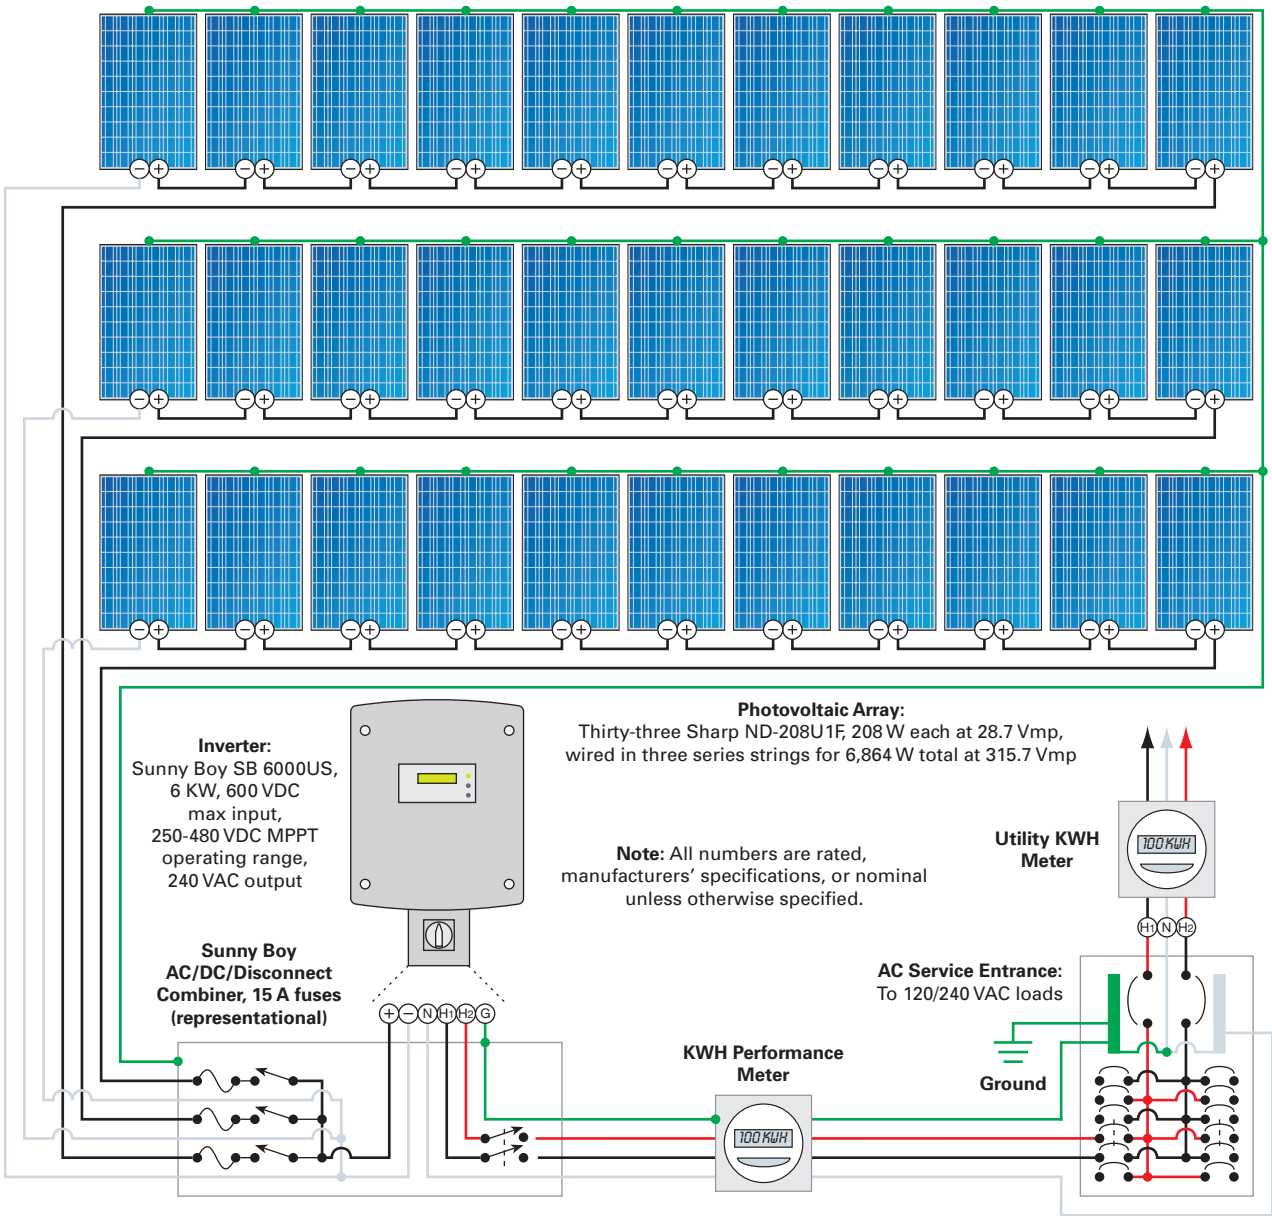 Photovoltaic Array:
Thirty-three Sharp ND-208U1F, 208 W each at 28.7 Vmp,
wired in three series strings for 6,864 W total at 315.7 Vmp
Inverter:
Sunny Boy SB 6000US,
6 KW, 600 VDC
max input,
250-480 VDC MPPT
operating range,
240 VAC output
Note: All numbers are rated,
manufacturers’ specifications, or nominal
unless otherwise specified.
Utility KWH
Meter
100 KWH
H1 N H2
Sunny Boy
AC/DC/Disconnect
Combiner, 15 A fuses
(representational)
+ − N H1 H2 G
AC Service Entrance:
To 120/240 VAC loads
KWH Performance
Meter
100 KWH
Ground